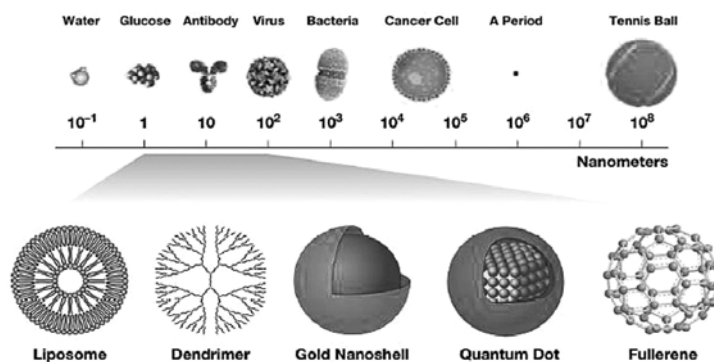 Water Glucose Antibody Virus Bacteria Cancer Cell A Period Tennis Ball
10⁻¹ 1 10 10² 10³ 10⁴ 10⁵ 10⁶ 10⁷ 10⁸
Nanometers
Liposome Dendrimer Gold Nanoshell Quantum Dot Fullerene